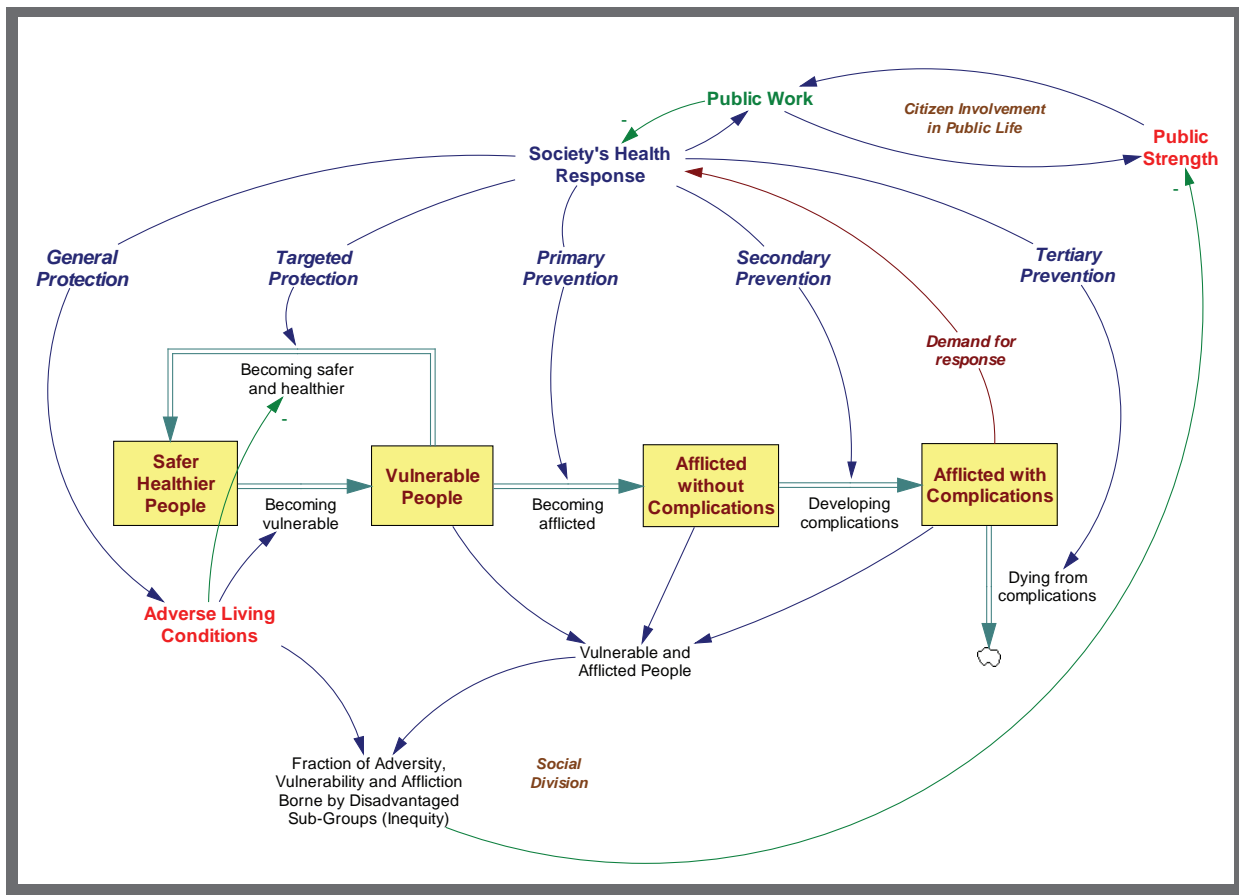 Public Work
-
Citizen Involvement
in Public Life
Public
Strength
-
Society's Health
Response
General
Protection
Targeted
Protection
Primary
Prevention
Secondary
Prevention
Tertiary
Prevention
Demand for
response
Becoming safer
and healthier
-
Safer
Healthier
People
Becoming
vulnerable
Vulnerable
People
Becoming
afflicted
Afflicted
without
Complications
Developing
complications
Afflicted with
Complications
Dying from
complications
Adverse Living
Conditions
Vulnerable and
Afflicted People
Fraction of Adversity,
Vulnerability and Affliction
Borne by Disadvantaged
Sub-Groups (Inequity)
Social
Division